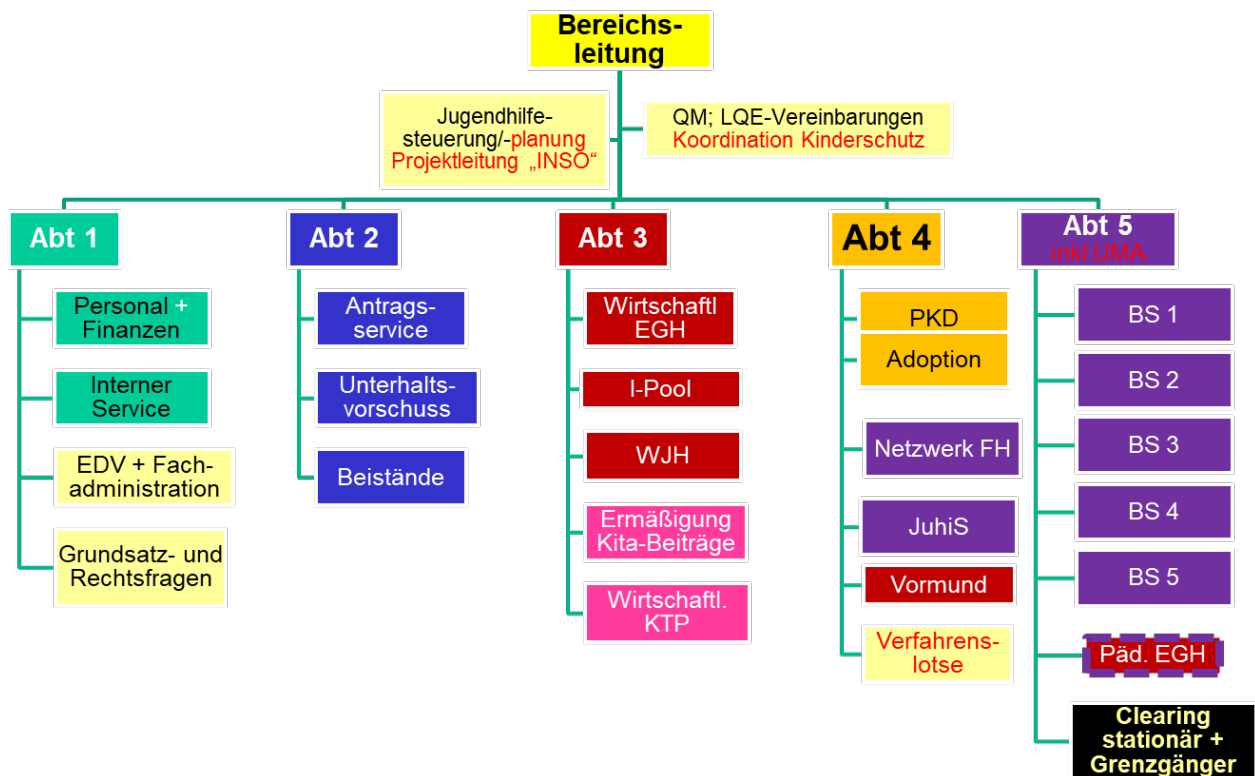 Bereichs-
leitung
Jugendhilfe-
steuerung/-planung
Projektleitung „INSO“
QM; LQE-Vereinbarungen
Koordination Kinderschutz
Abt 1
Personal +
Finanzen
Interner
Service
EDV + Fach-
administration
Grundsatz- und
Rechtsfragen
Abt 2
Antrags-
service
Unterhalts-
vorschuss
Beistände
Abt 3
Wirtschaftl
EGH
I-Pool
WJH
Ermäßigung
Kita-Beiträge
Wirtschaftl.
KTP
Abt 4
PKD
Adoption
Netzwerk FH
JuhiS
Vormund
Verfahrens-
lotse
Abt 5
inkl UMA
BS 1
BS 2
BS 3
BS 4
BS 5
Päd. EGH
Clearing
stationär +
Grenzgänger